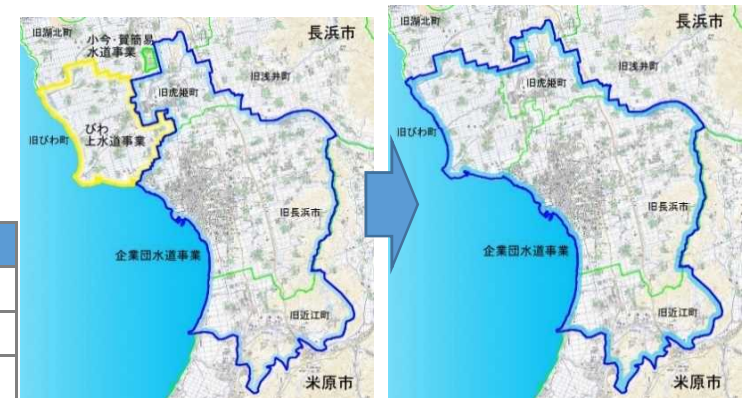 旧湖北町
小今・賀簡易
水道事業
長浜市
旧虎姫町
旧浅井町
旧びわ町
びわ
上水道事業
旧長浜市
企業団水道事業
旧近江町
米原市
旧湖北町
長浜市
旧浅井町
旧虎姫町
旧びわ町
旧長浜市
企業団水道事業
旧近江町
米原市